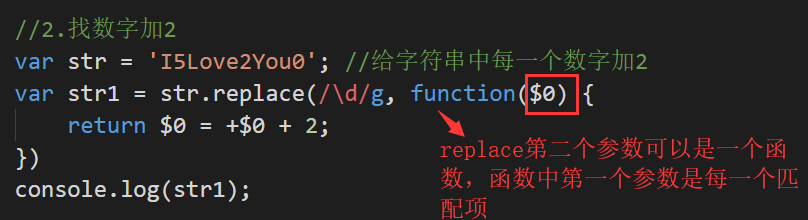 //2.找数字加2
var str = 'I5Love2You0'; //给字符串中每一个数字加2
var str1 = str.replace(/\d/g, function($0) {
    return $0 = +$0 + 2;
})
console.log(str1);
replace第二个参数可以是一个函
数，函数中第一个参数是每一个匹
配项